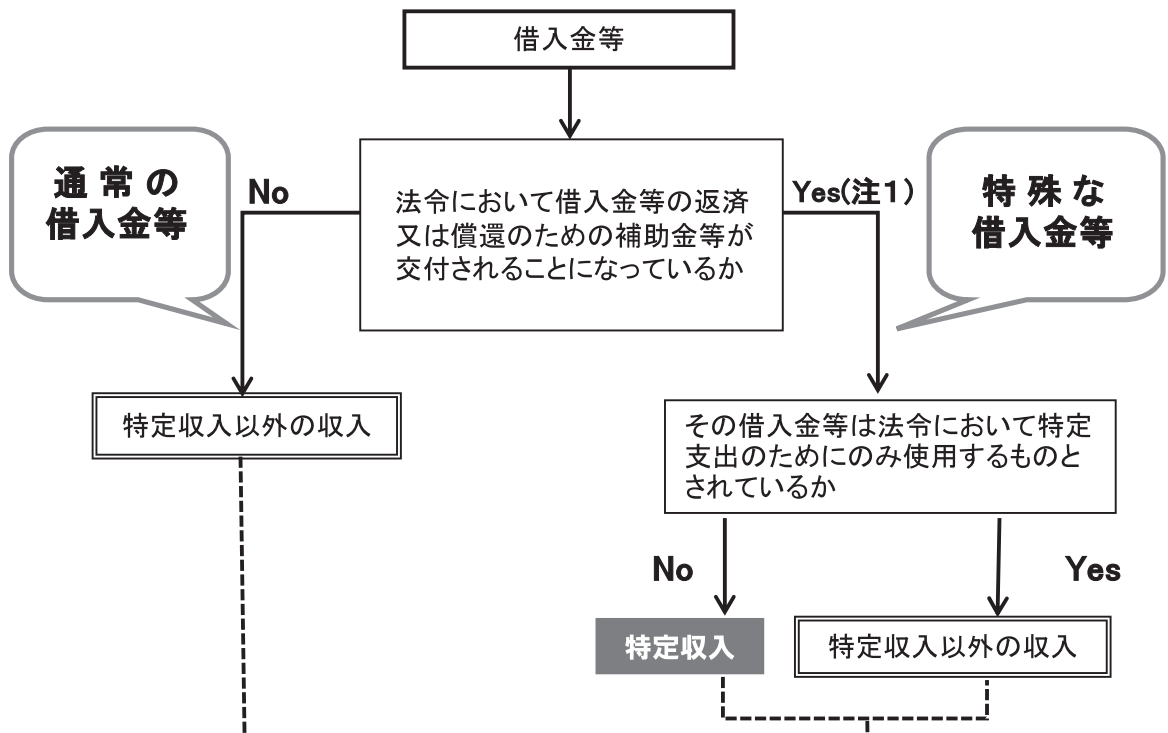 借入金等
通常の
借入金等
No
法令において借入金等の返済
又は償還のための補助金等が
交付されることになっているか
Yes(注1)
特殊な
借入金等
特定収入以外の収入
その借入金等は法令において特定
支出のためにのみ使用するものと
されているか
No
Yes
特定収入
特定収入以外の収入